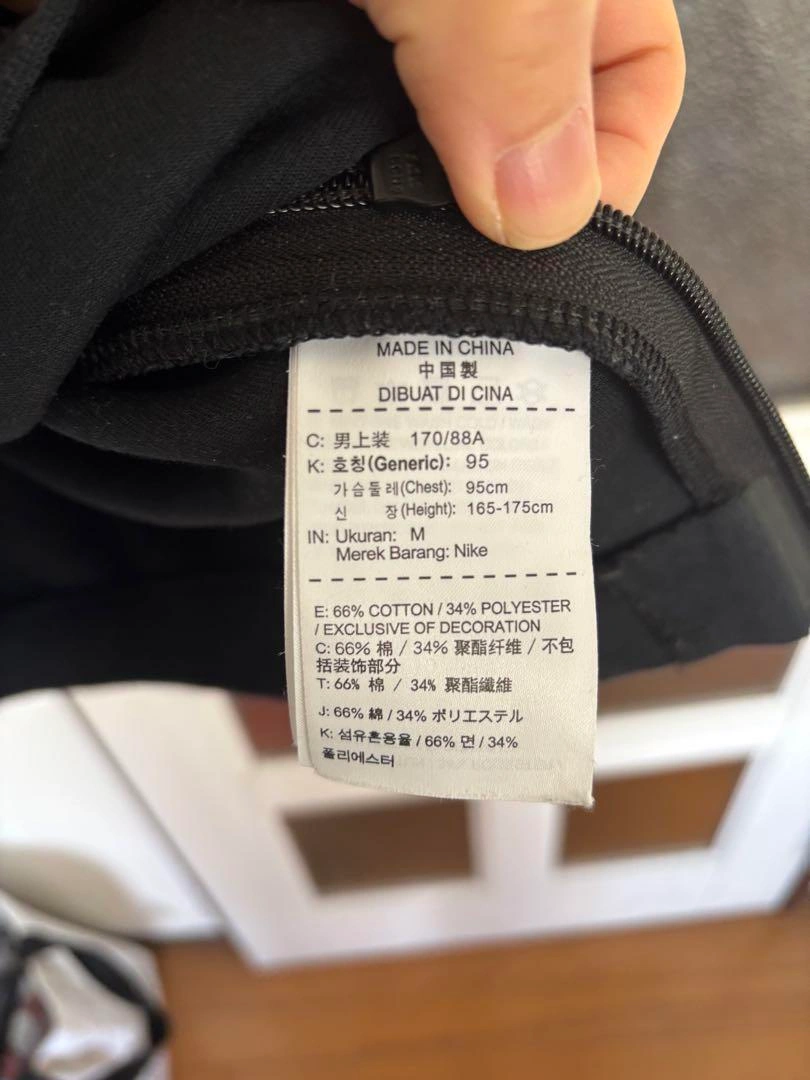 MADE IN CHINA
中国製
DIBUAT DI CINA
C: 男上装 170/88A
K: 호칭(Generic): 95
가슴둘레(Chest): 95cm
신 장(Height): 165-175cm
IN: Ukuran: M
Merek Barang: Nike
E: 66% COTTON / 34% POLYESTER
/ EXCLUSIVE OF DECORATION
C: 66% 棉 / 34% 聚酯纤维 / 不包
括装饰部分
T: 66% 棉 / 34% 聚酯纖維
J: 66% 綿 / 34% ポリエステル
K: 섬유혼용율 / 66% 면 / 34%
폴리에스터